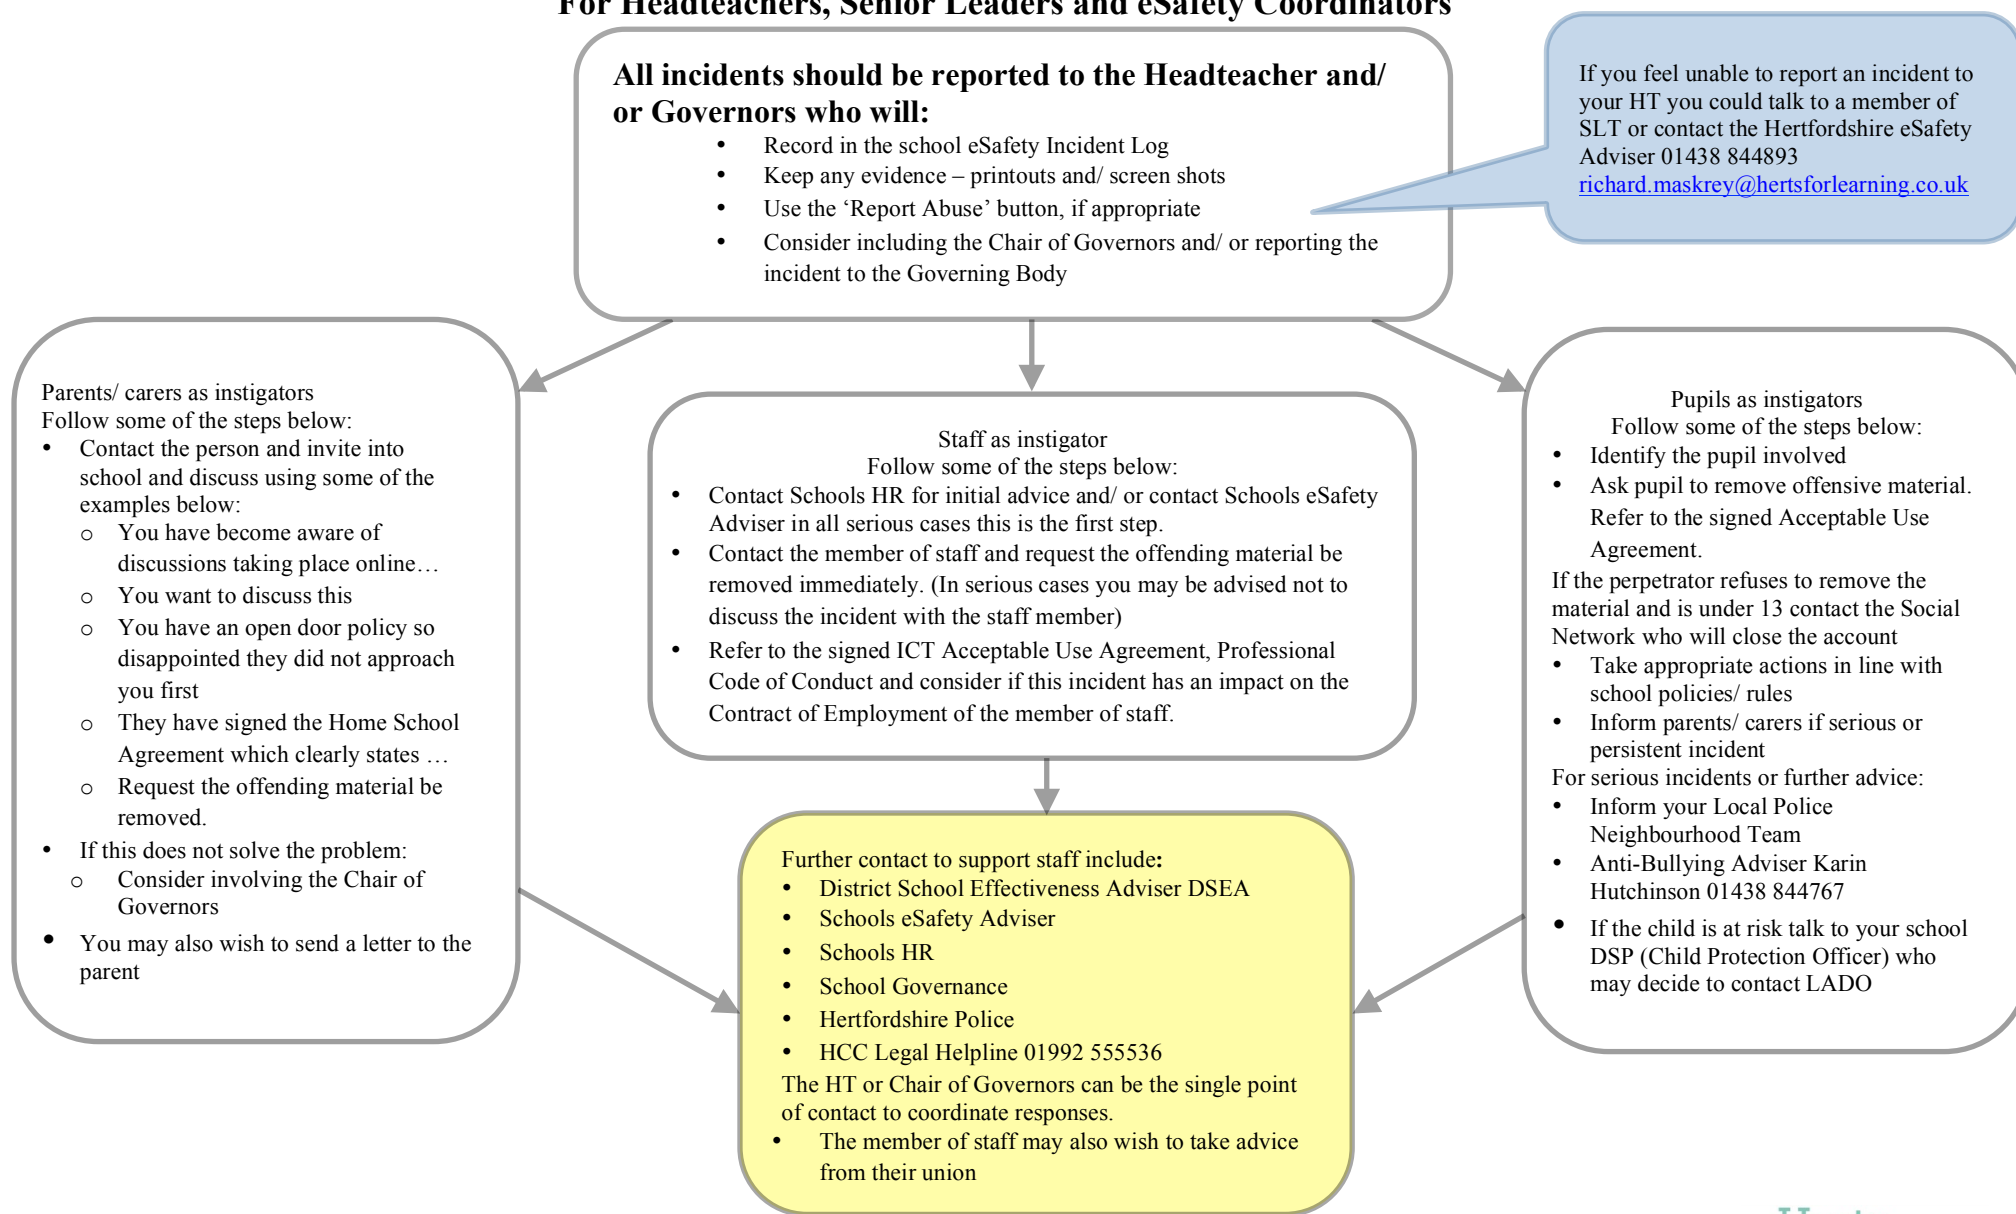 For Headteachers, Senior Leaders and eSafety Coordinators
All incidents should be reported to the Headteacher and/
or Governors who will:
• Record in the school eSafety Incident Log
• Keep any evidence – printouts and/ screen shots
• Use the ‘Report Abuse’ button, if appropriate
• Consider including the Chair of Governors and/ or reporting the
incident to the Governing Body
If you feel unable to report an incident to
your HT you could talk to a member of
SLT or contact the Hertfordshire eSafety
Adviser 01438 844893
richard.maskrey@hertsforlearning.co.uk
Parents/ carers as instigators
Follow some of the steps below:
• Contact the person and invite into
school and discuss using some of the
examples below:
o You have become aware of
discussions taking place online…
o You want to discuss this
o You have an open door policy so
disappointed they did not approach
you first
o They have signed the Home School
Agreement which clearly states …
o Request the offending material be
removed.
• If this does not solve the problem:
o Consider involving the Chair of
Governors
• You may also wish to send a letter to the
parent
Staff as instigator
Follow some of the steps below:
• Contact Schools HR for initial advice and/ or contact Schools eSafety
Adviser in all serious cases this is the first step.
• Contact the member of staff and request the offending material be
removed immediately. (In serious cases you may be advised not to
discuss the incident with the staff member)
• Refer to the signed ICT Acceptable Use Agreement, Professional
Code of Conduct and consider if this incident has an impact on the
Contract of Employment of the member of staff.
Pupils as instigators
Follow some of the steps below:
• Identify the pupil involved
• Ask pupil to remove offensive material.
Refer to the signed Acceptable Use
Agreement.
If the perpetrator refuses to remove the
material and is under 13 contact the Social
Network who will close the account
• Take appropriate actions in line with
school policies/ rules
• Inform parents/ carers if serious or
persistent incident
For serious incidents or further advice:
• Inform your Local Police
Neighbourhood Team
• Anti-Bullying Adviser Karin
Hutchinson 01438 844767
• If the child is at risk talk to your school
DSP (Child Protection Officer) who
may decide to contact LADO
Further contact to support staff include:
• District School Effectiveness Adviser DSEA
• Schools eSafety Adviser
• Schools HR
• School Governance
• Hertfordshire Police
• HCC Legal Helpline 01992 555536
The HT or Chair of Governors can be the single point
of contact to coordinate responses.
• The member of staff may also wish to take advice
from their union